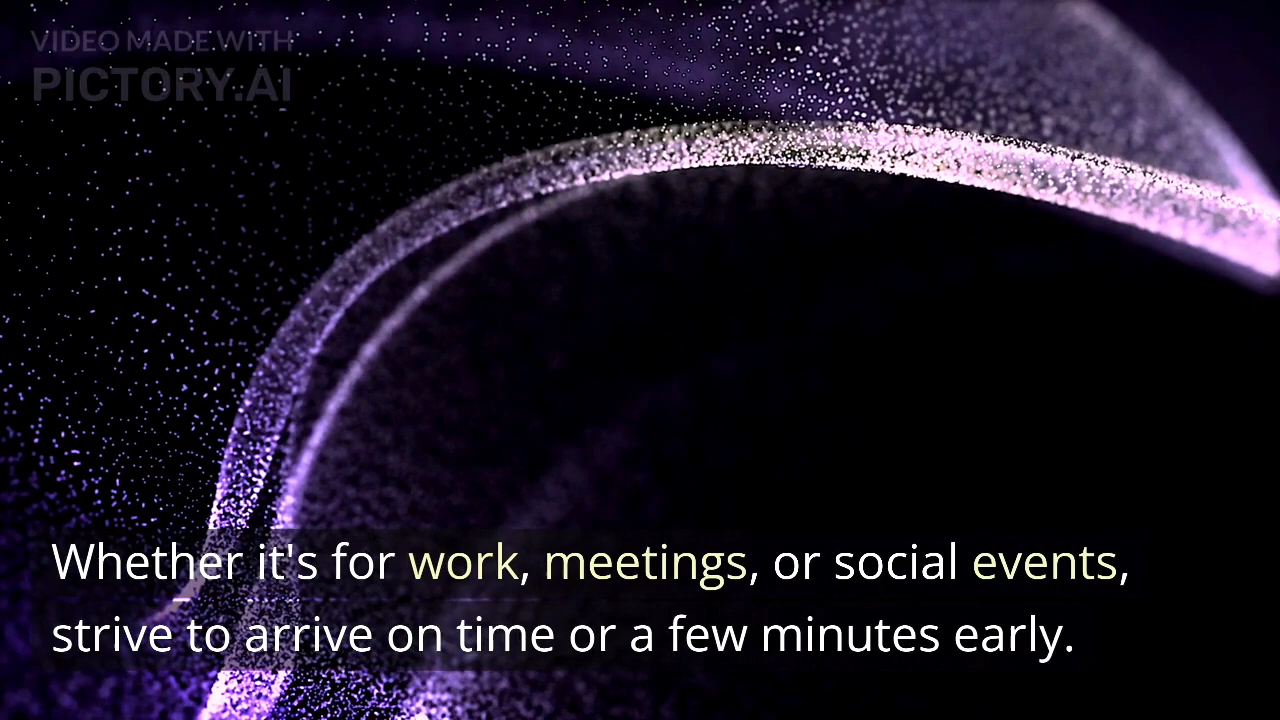 VIDEO MADE WITH
PICTORY.AI
Whether it's for work, meetings, or social events,
strive to arrive on time or a few minutes early.